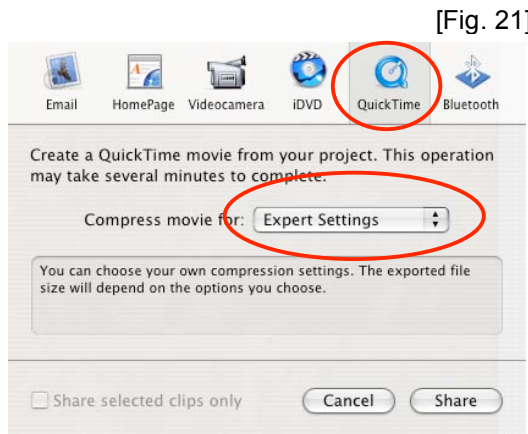 [Fig. 21]
Email HomePage Videocamera iDVD QuickTime Bluetooth
Create a QuickTime movie from your project. This operation
may take several minutes to complete.
Compress movie for: Expert Settings
You can choose your own compression settings. The exported file
size will depend on the options you choose.
Share selected clips only Cancel Share